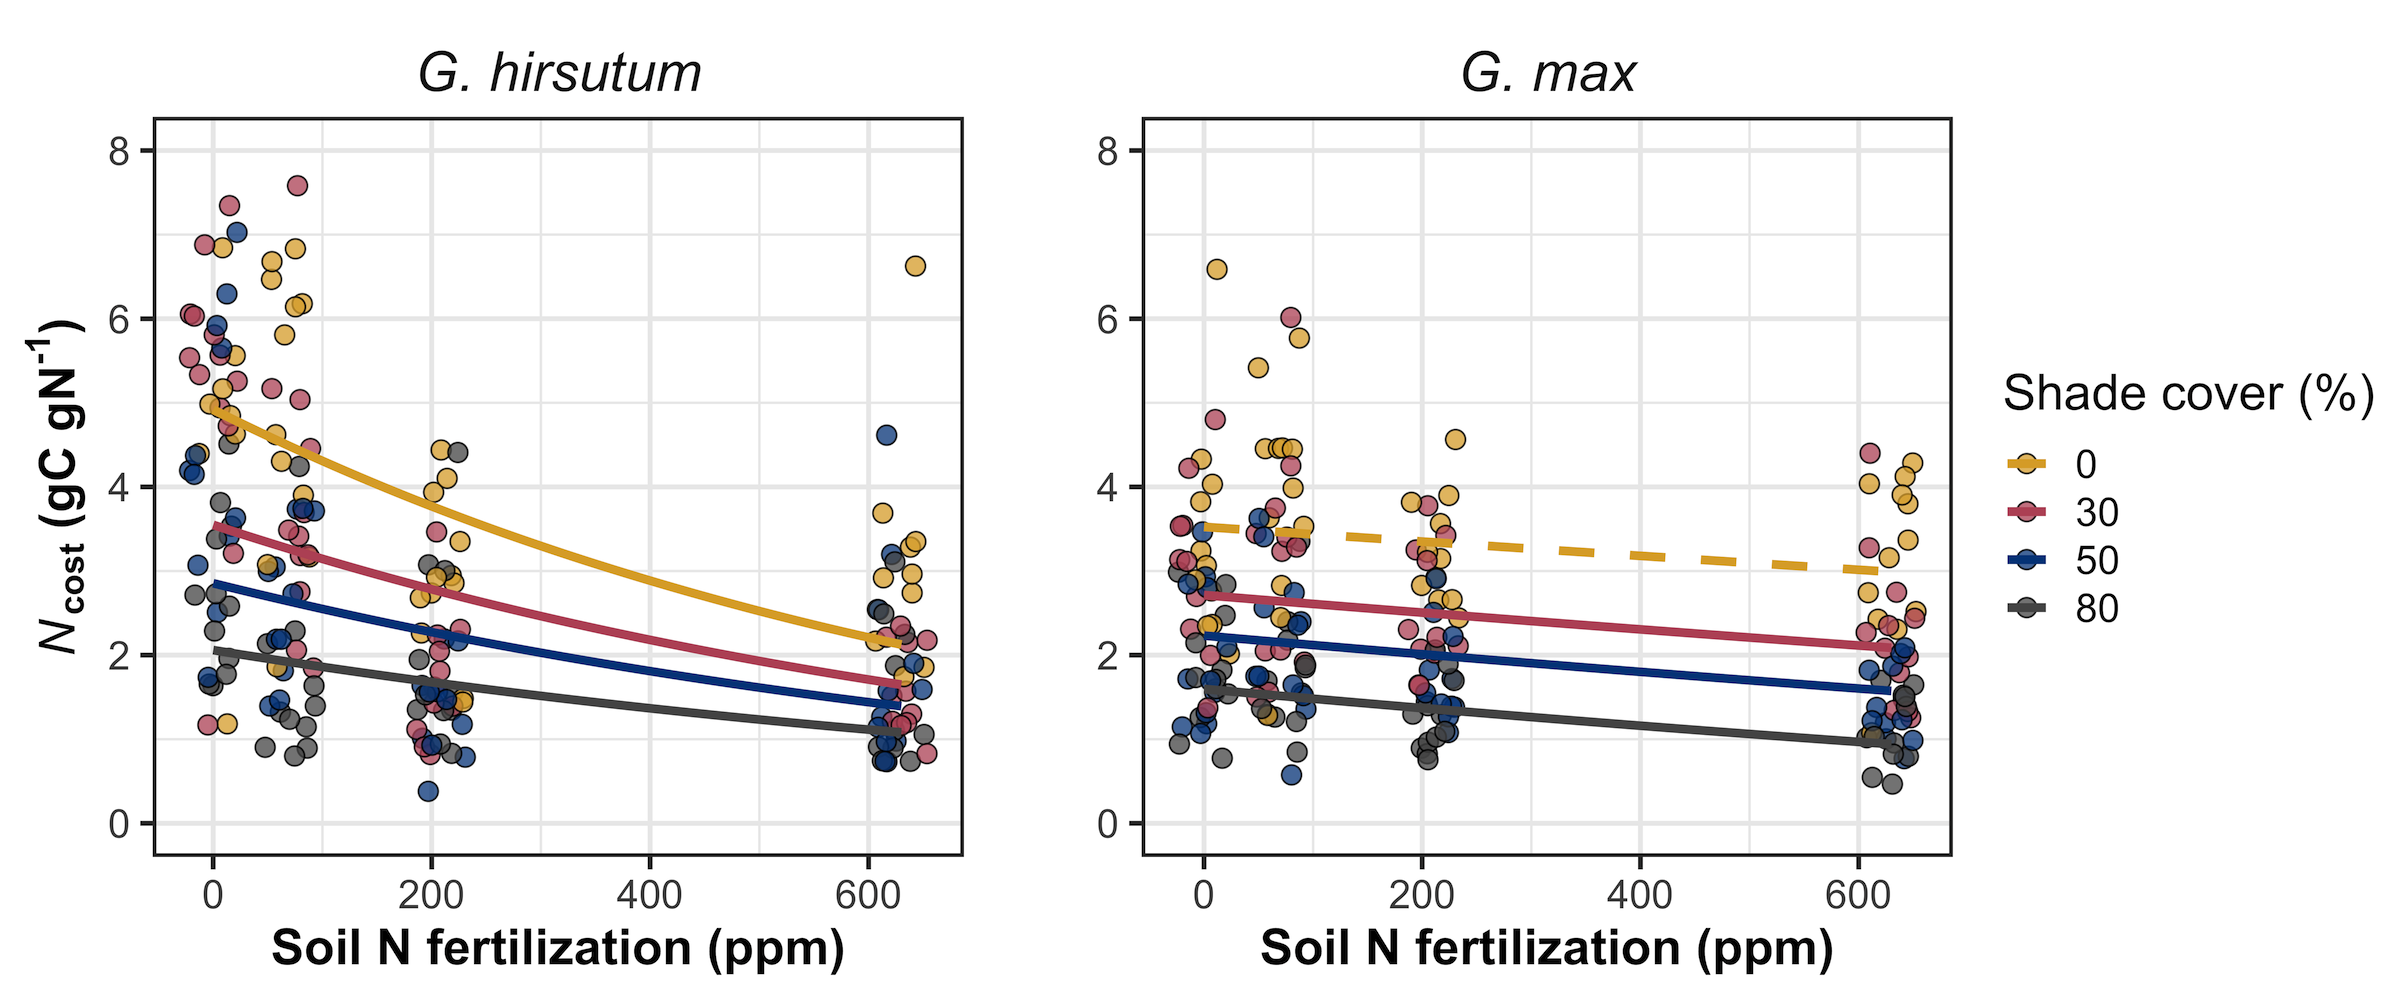 G. hirsutum
G. max
8
6
4
2
0
8
6
4
2
0
Ncost (gC gN-1)
0 200 400 600
0 200 400 600
Soil N fertilization (ppm)
Soil N fertilization (ppm)
Shade cover (%)
0
30
50
80